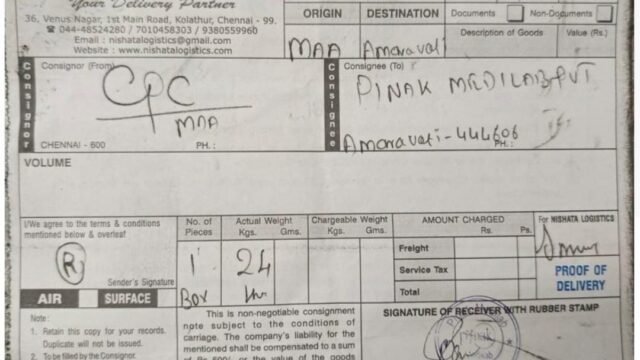 Your Delivery Partner
36, Venus Nagar, 1st Main Road, Kolathur, Chennai - 99.
☎ 044-48524280 / 7010458303 / 9380559960
Email : nishatalogistics@gmail.com
Website : www.nishatalogistics.com
ORIGIN DESTINATION Documents Non-Documents
MAA Amaravati Description of Goods Value (Rs.)
Consignor Consignor (From) Consignee Consignee (To)
CPC PINAK MEDILAB PVT
MAA
Amaravati-444606
CHENNAI - 600 PH.: PH.:
VOLUME
I/We agree to the terms & conditions mentioned below & overleaf No. of Pieces Actual Weight Kgs. Gms. Chargeable Weight Kgs. Gms. AMOUNT CHARGED Rs. Ps. For NISHATA LOGISTICS
R 1 24 Freight
Sender's Signature Service Tax PROOF OF DELIVERY
AIR SURFACE Box Total
Note :
1. Retain this copy for your records. Duplicate will not be issued.
2. To be filled by the Consignor.
This is non-negotiable consignment
note subject to the conditions of
carriage. The company's liability for
the mentioned shall be compensated to a sum
of Rs 500/- or the value of the goods
SIGNATURE OF RECEIVER WITH RUBBER STAMP